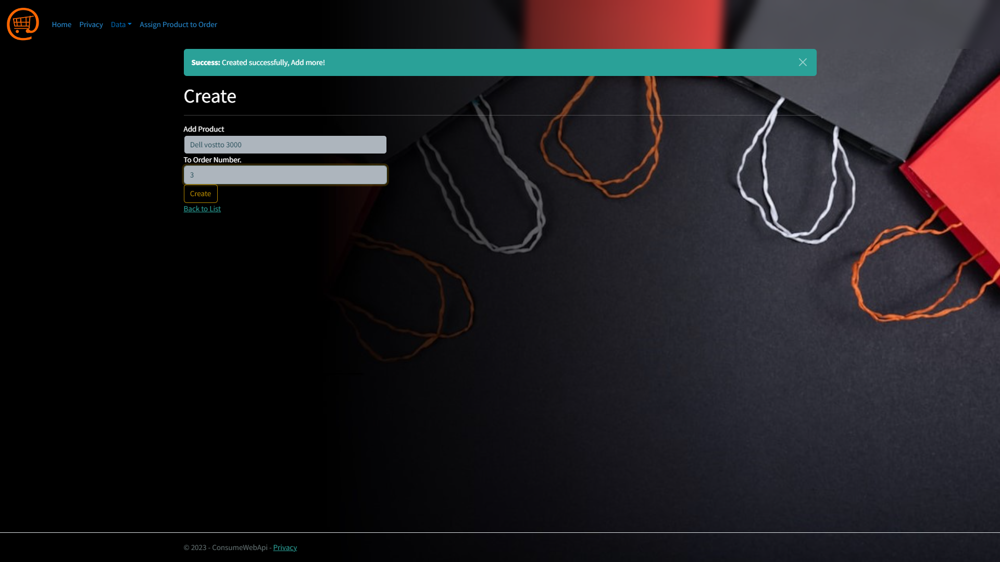 Home Privacy Data Assign Product to Order
Success: Created successfully, Add more!
Create
Add Product
Dell vostto 3000
To Order Number.
3
Create
Back to List
© 2023 - ConsumeWebApi - Privacy